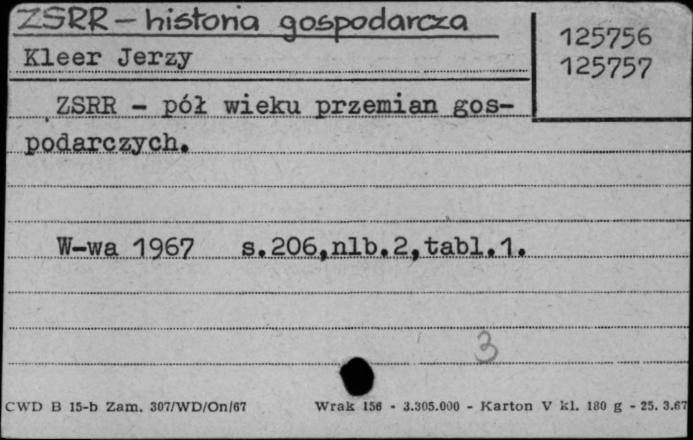 ZSRR - historia gospodarcza
125756
Kleer Jerzy
125757
ZSRR - pół wieku przemian gos-
podarczych.
W-wa 1967 s.206,nlb.2,tabl.1.
3
CWD B 15-b Zam. 307/WD/On/67 Wrak 156 - 3.305.000 - Karton V kl. 180 g - 25. 3.67